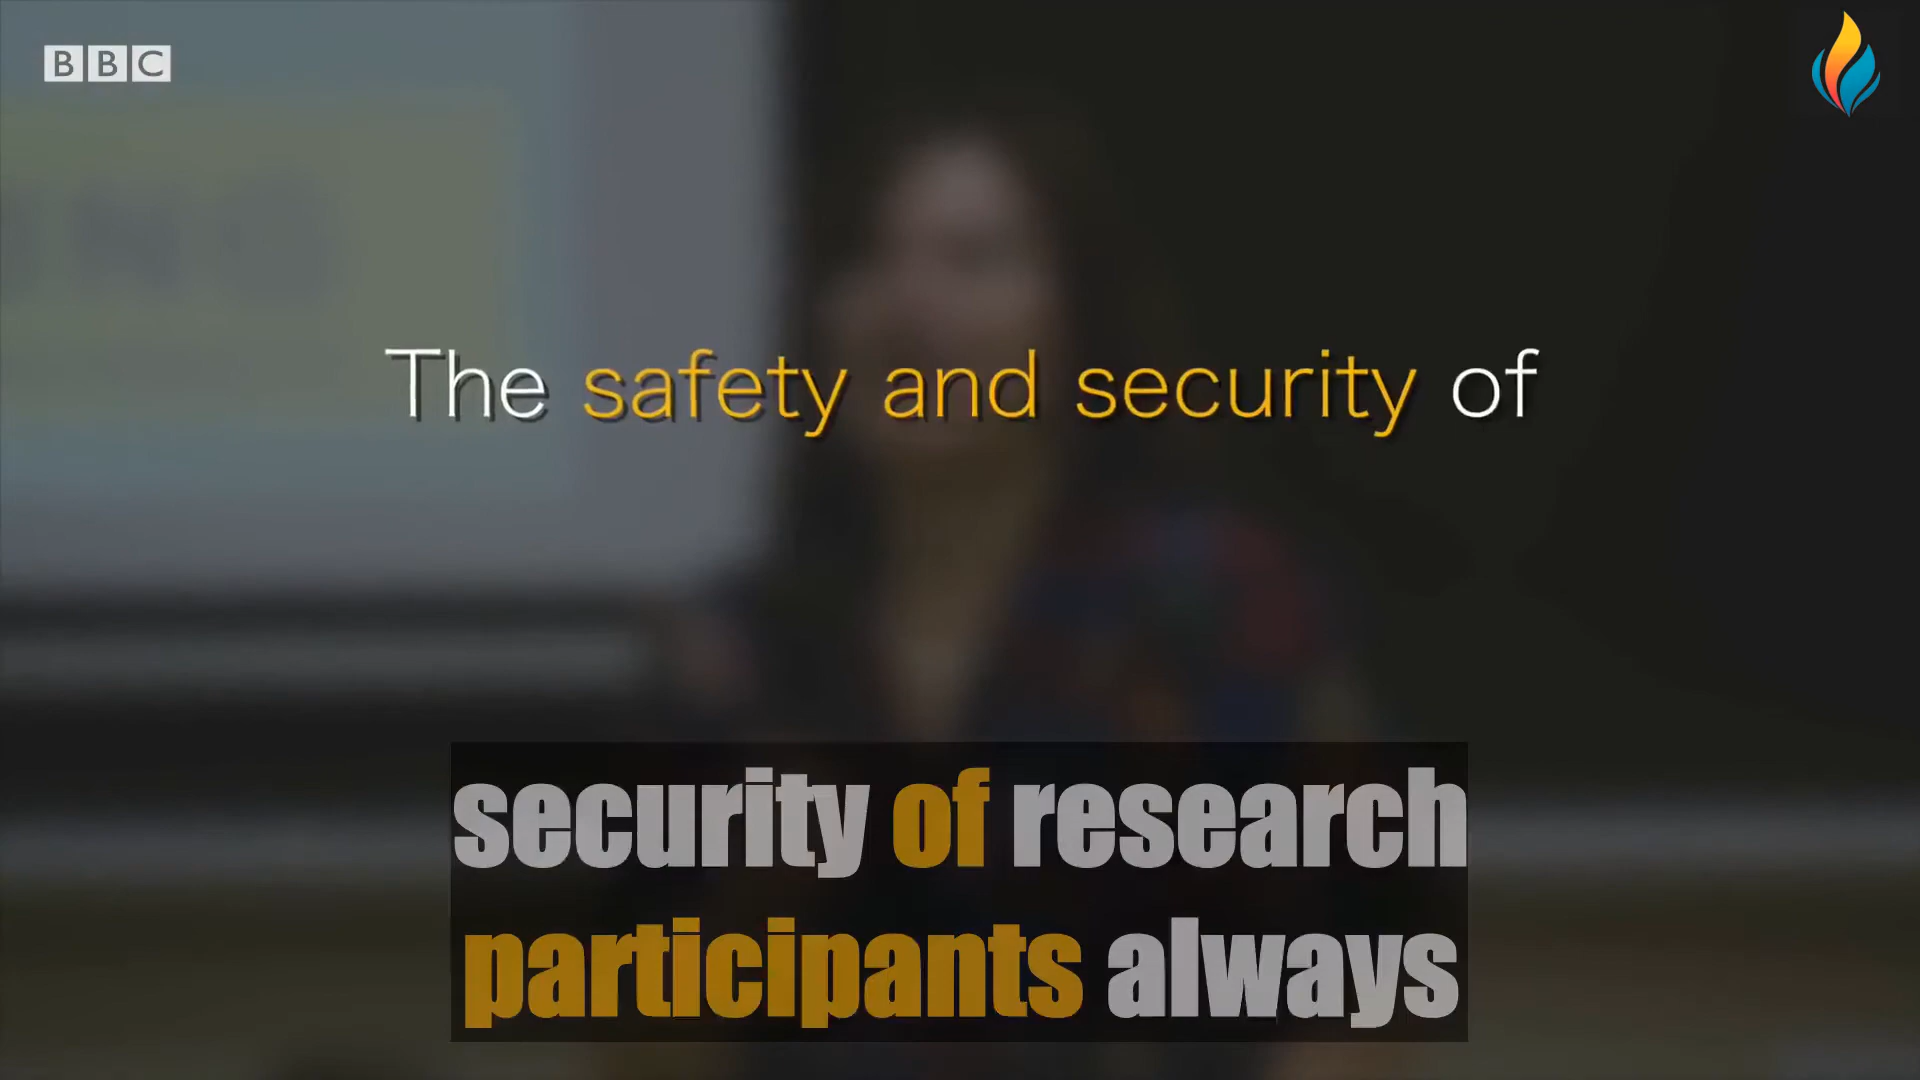 BBC
The safety and security of
security of research
participants always